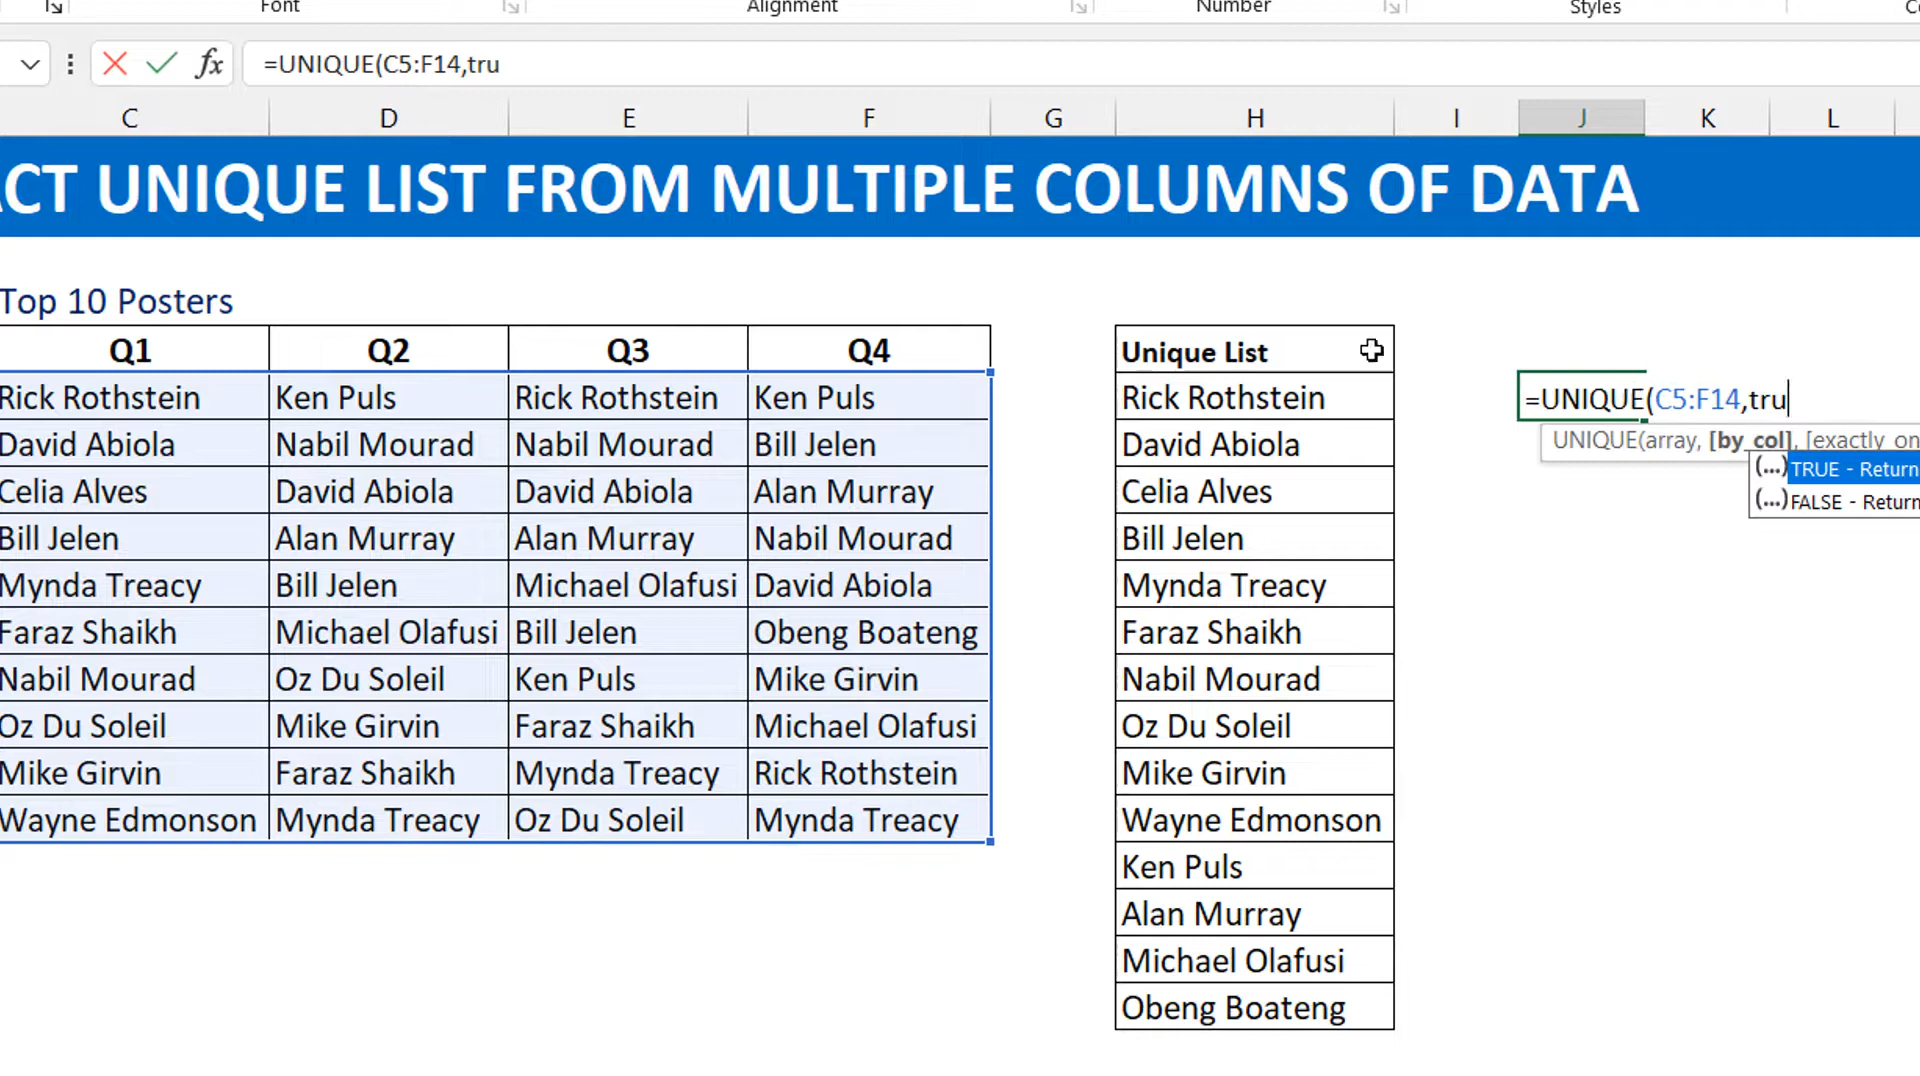 Font Alignment Number Styles
fx =UNIQUE(C5:F14,tru
C D E F G H I J K L
ACT UNIQUE LIST FROM MULTIPLE COLUMNS OF DATA
Top 10 Posters
Q1 Q2 Q3 Q4 Unique List
Rick Rothstein Ken Puls Rick Rothstein Ken Puls Rick Rothstein =UNIQUE(C5:F14,tru
David Abiola Nabil Mourad Nabil Mourad Bill Jelen David Abiola UNIQUE(array, [by_col], [exactly_on
(...) TRUE - Return
Celia Alves David Abiola David Abiola Alan Murray Celia Alves (...) FALSE - Return
Bill Jelen Alan Murray Alan Murray Nabil Mourad Bill Jelen
Mynda Treacy Bill Jelen Michael Olafusi David Abiola Mynda Treacy
Faraz Shaikh Michael Olafusi Bill Jelen Obeng Boateng Faraz Shaikh
Nabil Mourad Oz Du Soleil Ken Puls Mike Girvin Nabil Mourad
Oz Du Soleil Mike Girvin Faraz Shaikh Michael Olafusi Oz Du Soleil
Mike Girvin Faraz Shaikh Mynda Treacy Rick Rothstein Mike Girvin
Wayne Edmonson Mynda Treacy Oz Du Soleil Mynda Treacy Wayne Edmonson
Ken Puls
Alan Murray
Michael Olafusi
Obeng Boateng